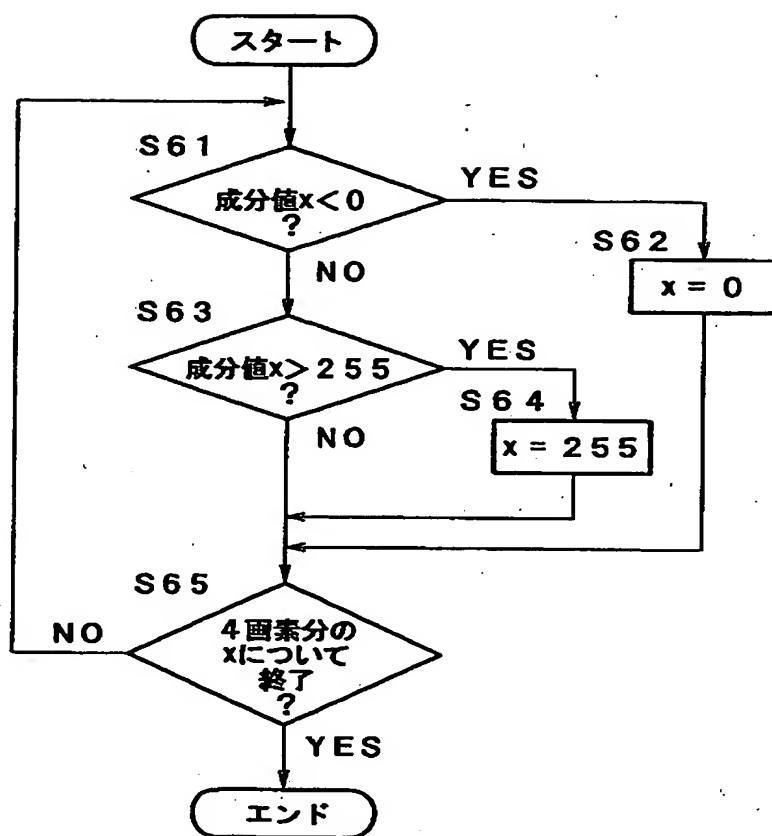 スタート
S61
成分値x<0
?
YES
NO
S62
x = 0
S63
成分値x>255
?
YES
NO
S64
x = 255
S65
4画素分の
xについて
終了
?
NO
YES
エンド